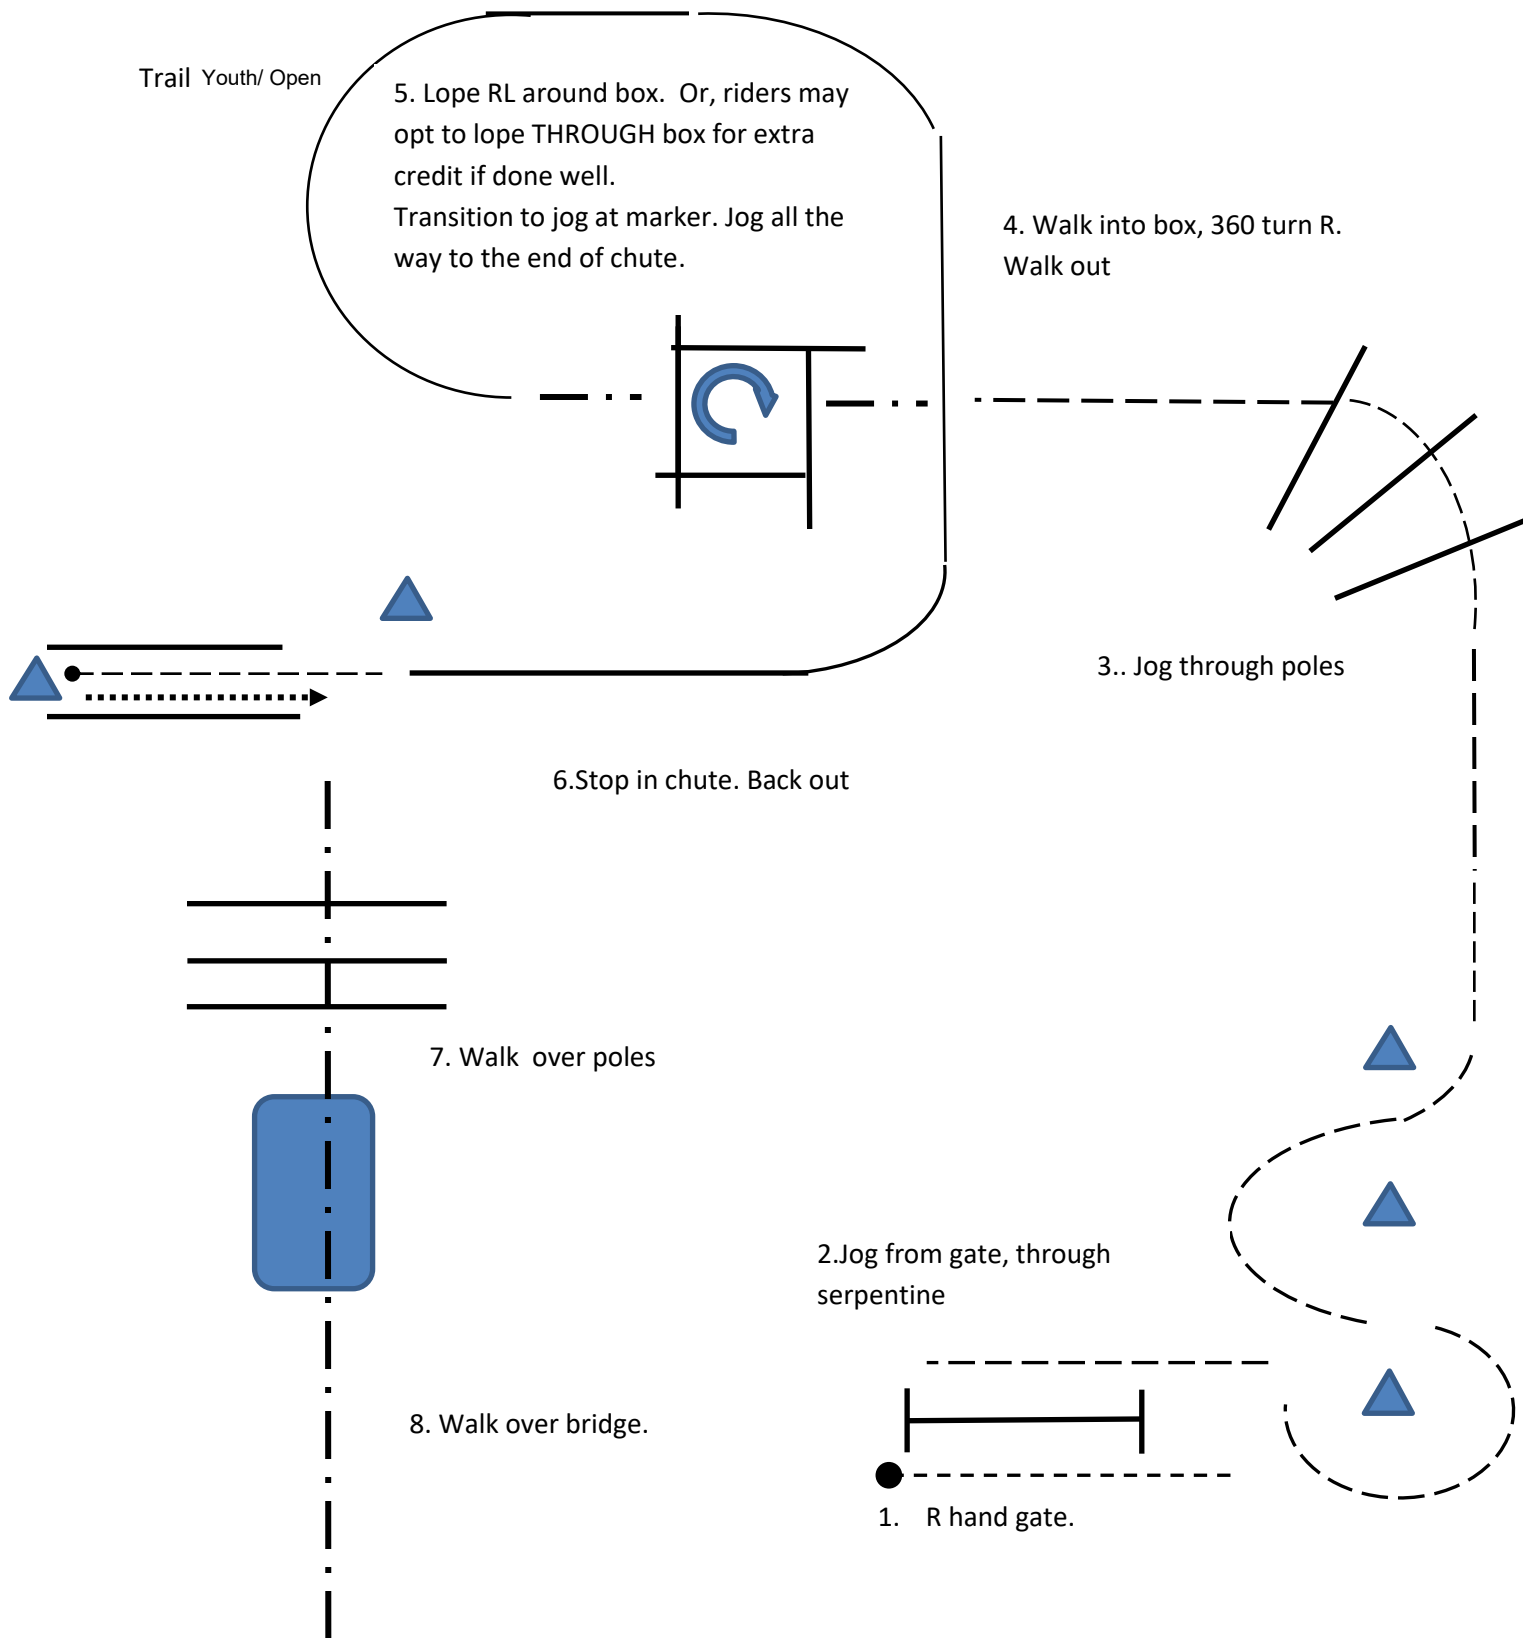 Trail Youth/ Open
5. Lope RL around box.  Or, riders may
opt to lope THROUGH box for extra
credit if done well.
Transition to jog at marker. Jog all the
way to the end of chute.
4. Walk into box, 360 turn R.
Walk out
3.. Jog through poles
6.Stop in chute. Back out
7. Walk  over poles
2.Jog from gate, through
serpentine
8. Walk over bridge.
1.   R hand gate.